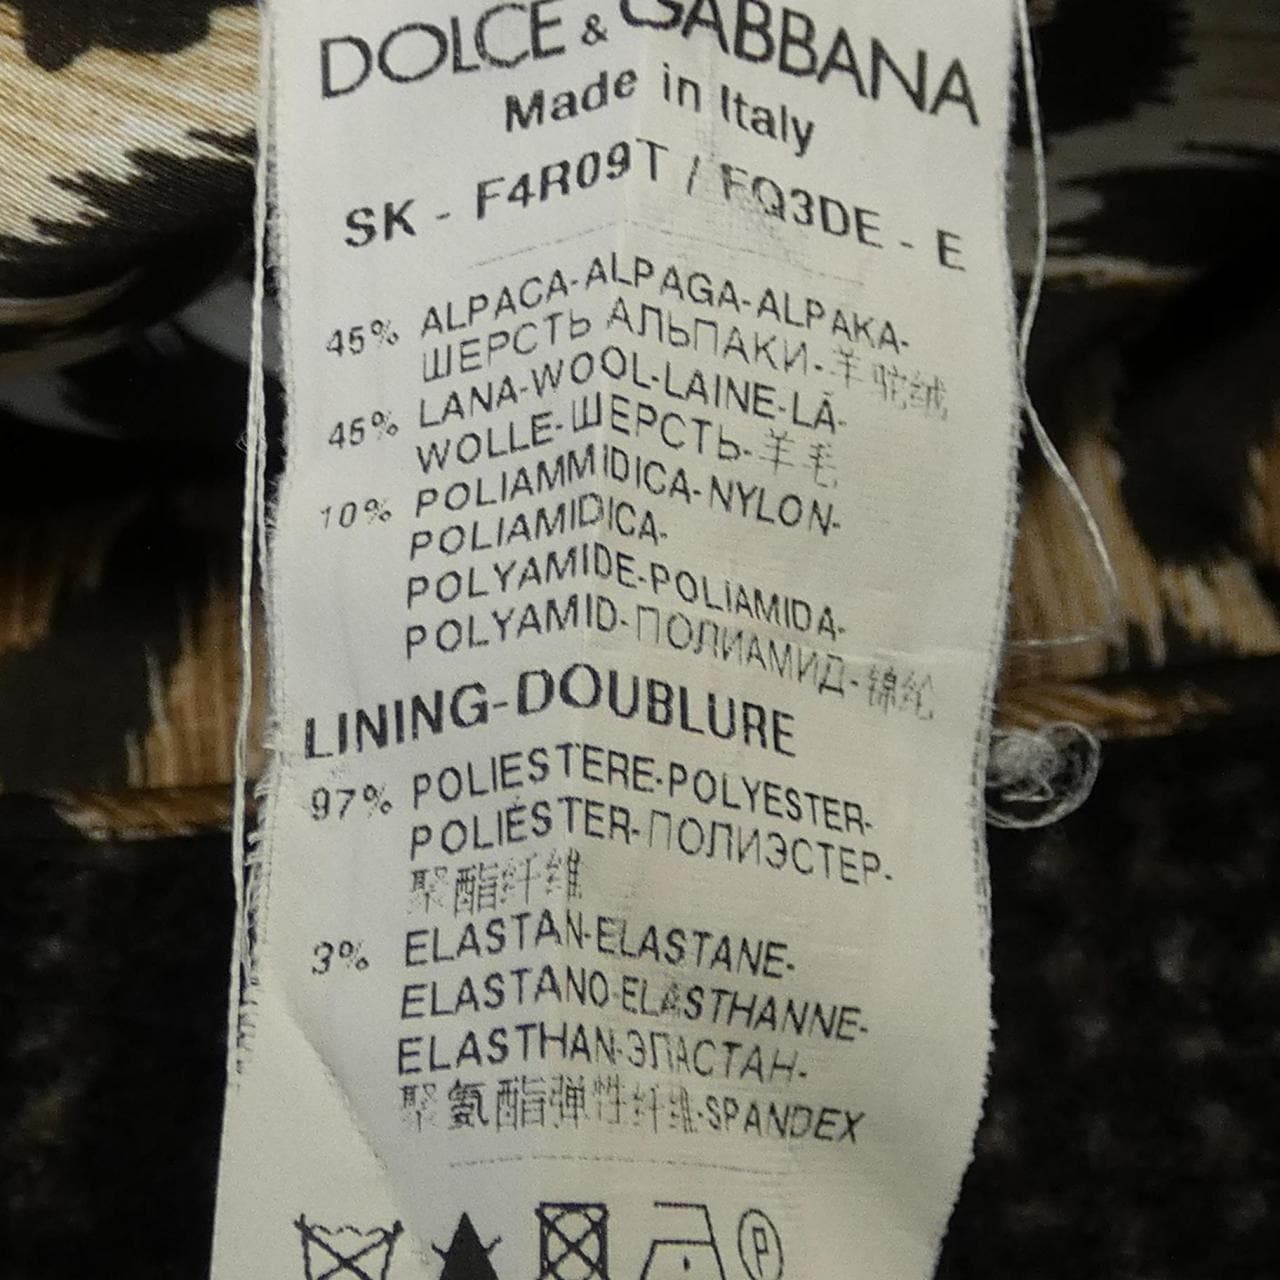 DOLCE & GABBANA
Made in Italy
SK - F4R09T / FQ3DE - E
45% ALPACA-ALPAGA-ALPAKA-
ШЕРСТЬ АЛЬПАКИ-羊驼绒
45% LANA-WOOL-LAINE-LÃ-
WOLLE-ШЕРСТЬ-羊毛
10% POLIAMMIDICA-NYLON-
POLIAMIDICA-
POLYAMIDE-POLIAMIDA-
POLYAMID-ПОЛИАМИД-锦纶
LINING-DOUBLURE
97% POLIESTERE-POLYESTER-
POLIÉSTER-ПОЛИЭСТЕР-
聚酯纤维
3% ELASTAN-ELASTANE-
ELASTANO-ELASTHANNE-
ELASTHAN-ЭЛАСТАН-
聚氨酯弹性纤维-SPANDEX
P